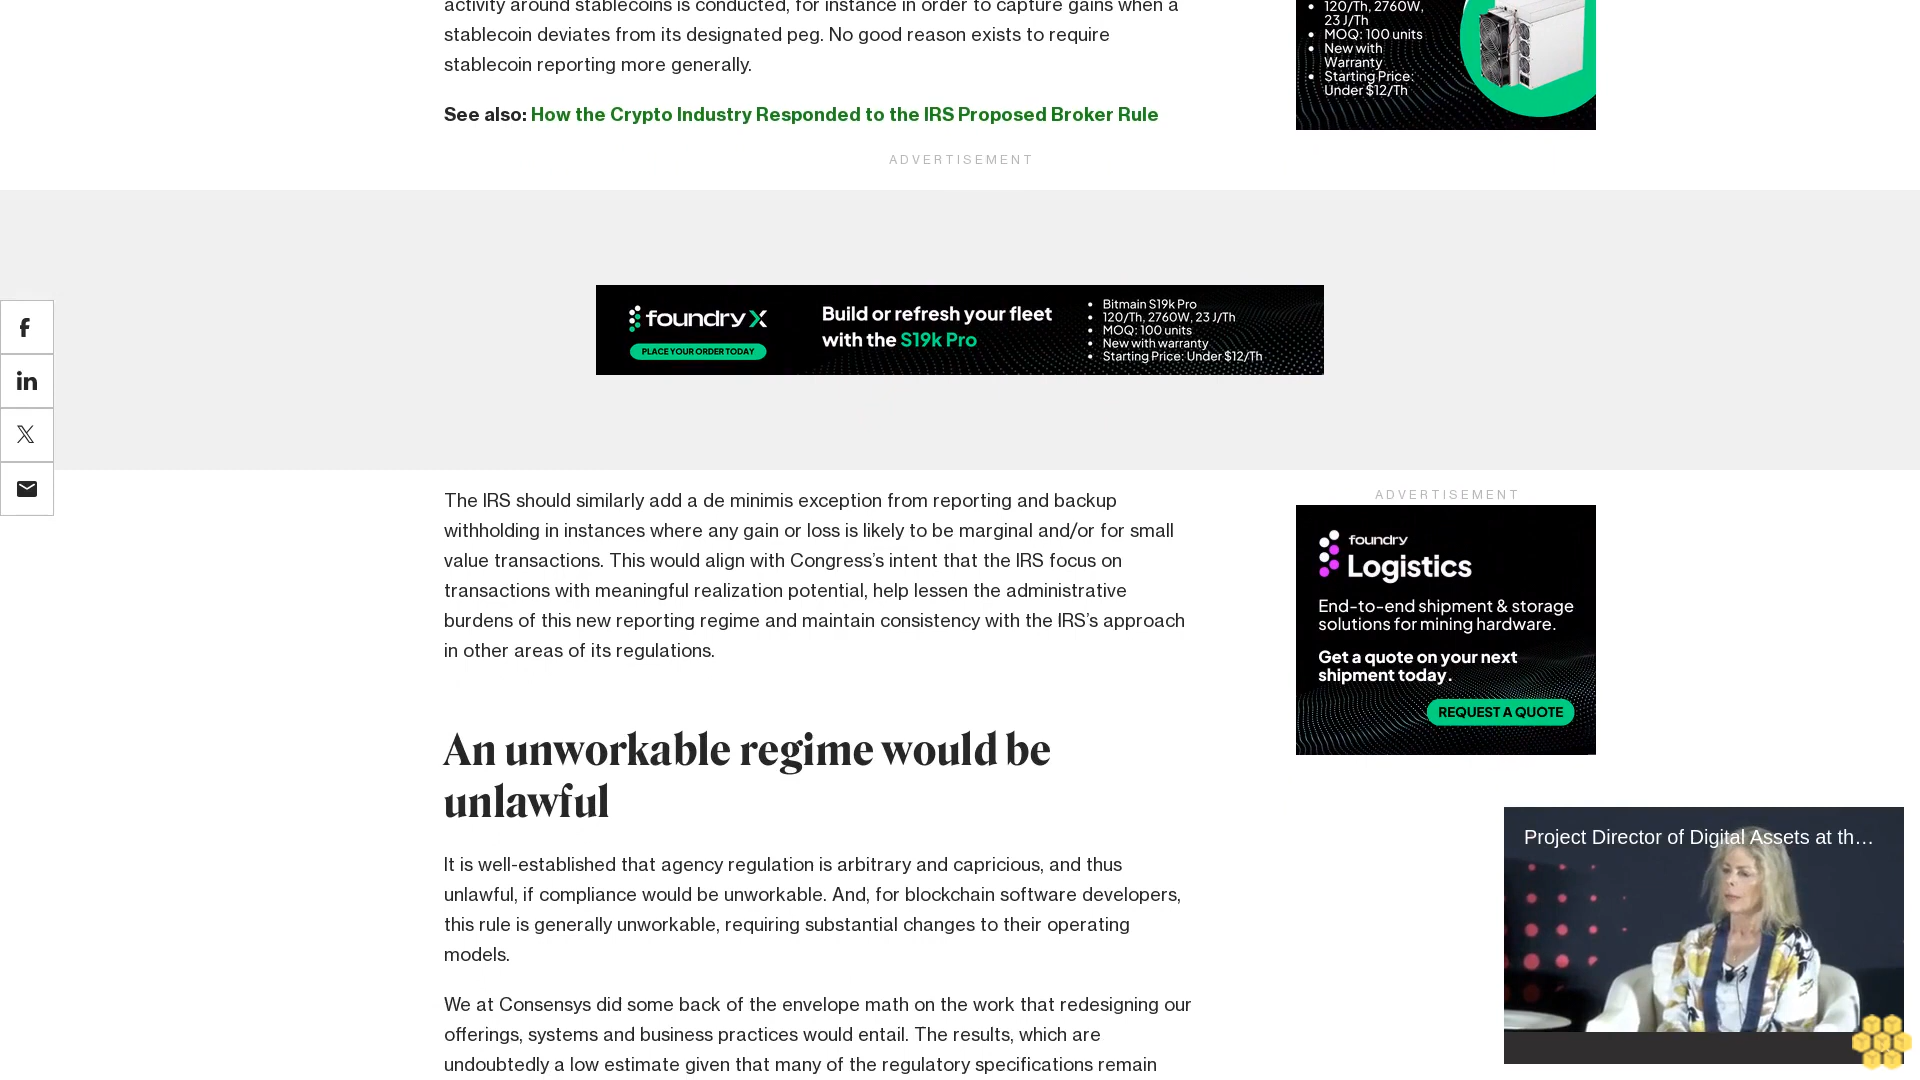 activity around stablecoins is conducted, for instance in order to capture gains when a
stablecoin deviates from its designated peg. No good reason exists to require
stablecoin reporting more generally.
See also: How the Crypto Industry Responded to the IRS Proposed Broker Rule
120/Th, 2760W,
23 J/Th
MOQ: 100 units
New with
Warranty
Starting Price:
Under $12/Th
ADVERTISEMENT
foundry X
PLACE YOUR ORDER TODAY
Build or refresh your fleet
with the S19k Pro
Bitmain S19k Pro
120/Th, 2760W, 23 J/Th
MOQ: 100 units
New with warranty
Starting Price: Under $12/Th
The IRS should similarly add a de minimis exception from reporting and backup
withholding in instances where any gain or loss is likely to be marginal and/or for small
value transactions. This would align with Congress’s intent that the IRS focus on
transactions with meaningful realization potential, help lessen the administrative
burdens of this new reporting regime and maintain consistency with the IRS’s approach
in other areas of its regulations.
ADVERTISEMENT
foundry
Logistics
End-to-end shipment & storage
solutions for mining hardware.
Get a quote on your next
shipment today.
REQUEST A QUOTE
An unworkable regime would be
unlawful
It is well-established that agency regulation is arbitrary and capricious, and thus
unlawful, if compliance would be unworkable. And, for blockchain software developers,
this rule is generally unworkable, requiring substantial changes to their operating
models.
We at Consensys did some back of the envelope math on the work that redesigning our
offerings, systems and business practices would entail. The results, which are
undoubtedly a low estimate given that many of the regulatory specifications remain
Project Director of Digital Assets at th…